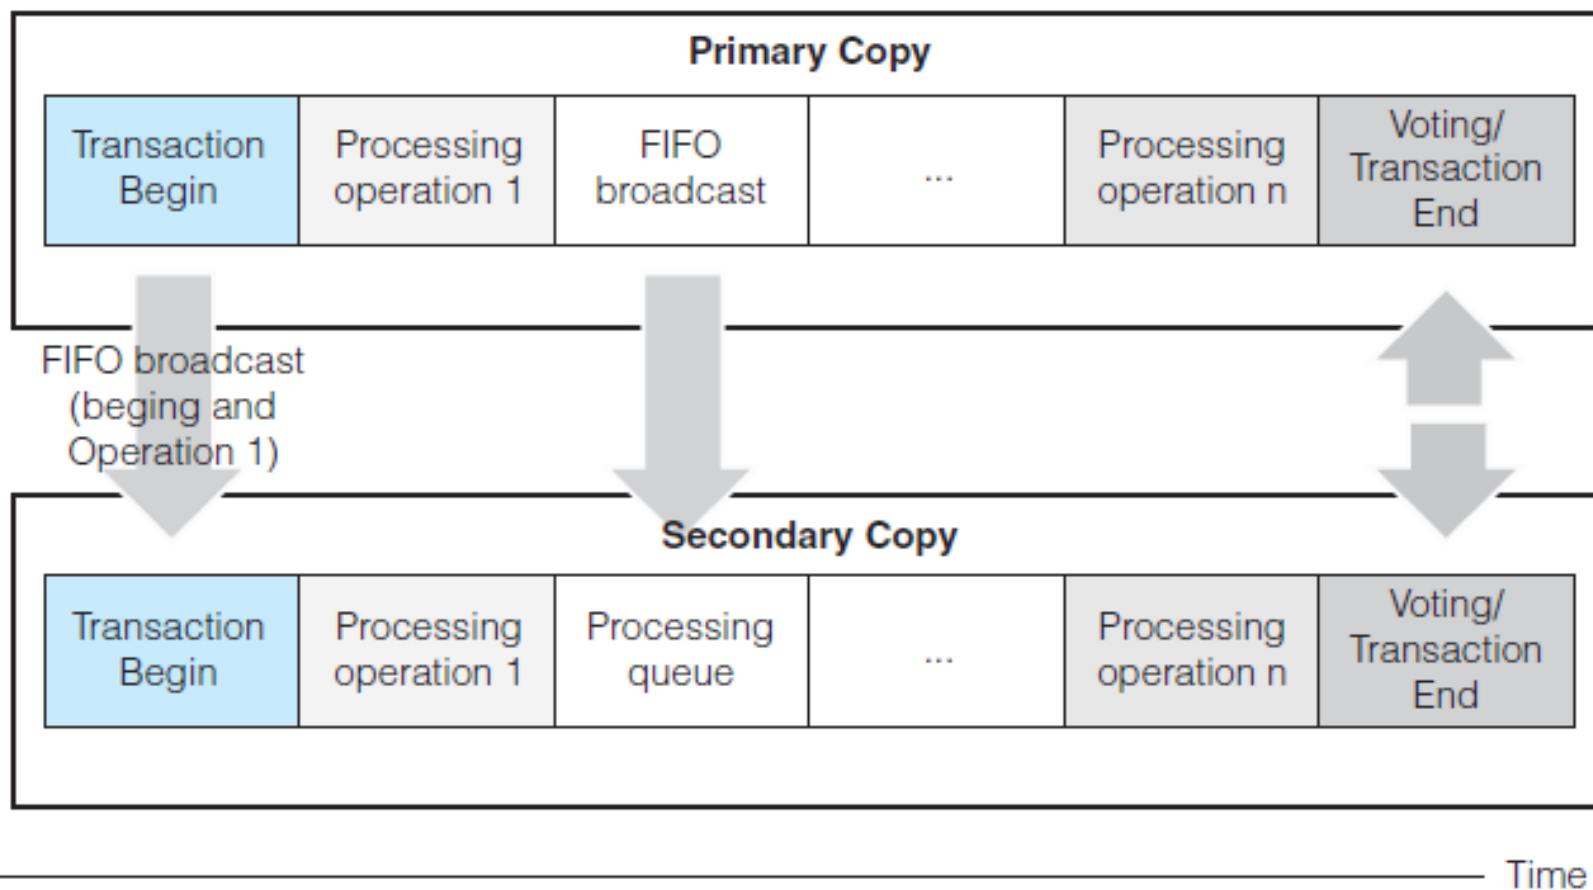 Primary Copy
Transaction
Begin
Processing
operation 1
FIFO
broadcast
...
Processing
operation n
Voting/
Transaction
End
FIFO broadcast
(beging and
Operation 1)
Secondary Copy
Transaction
Begin
Processing
operation 1
Processing
queue
...
Processing
operation n
Voting/
Transaction
End
Time